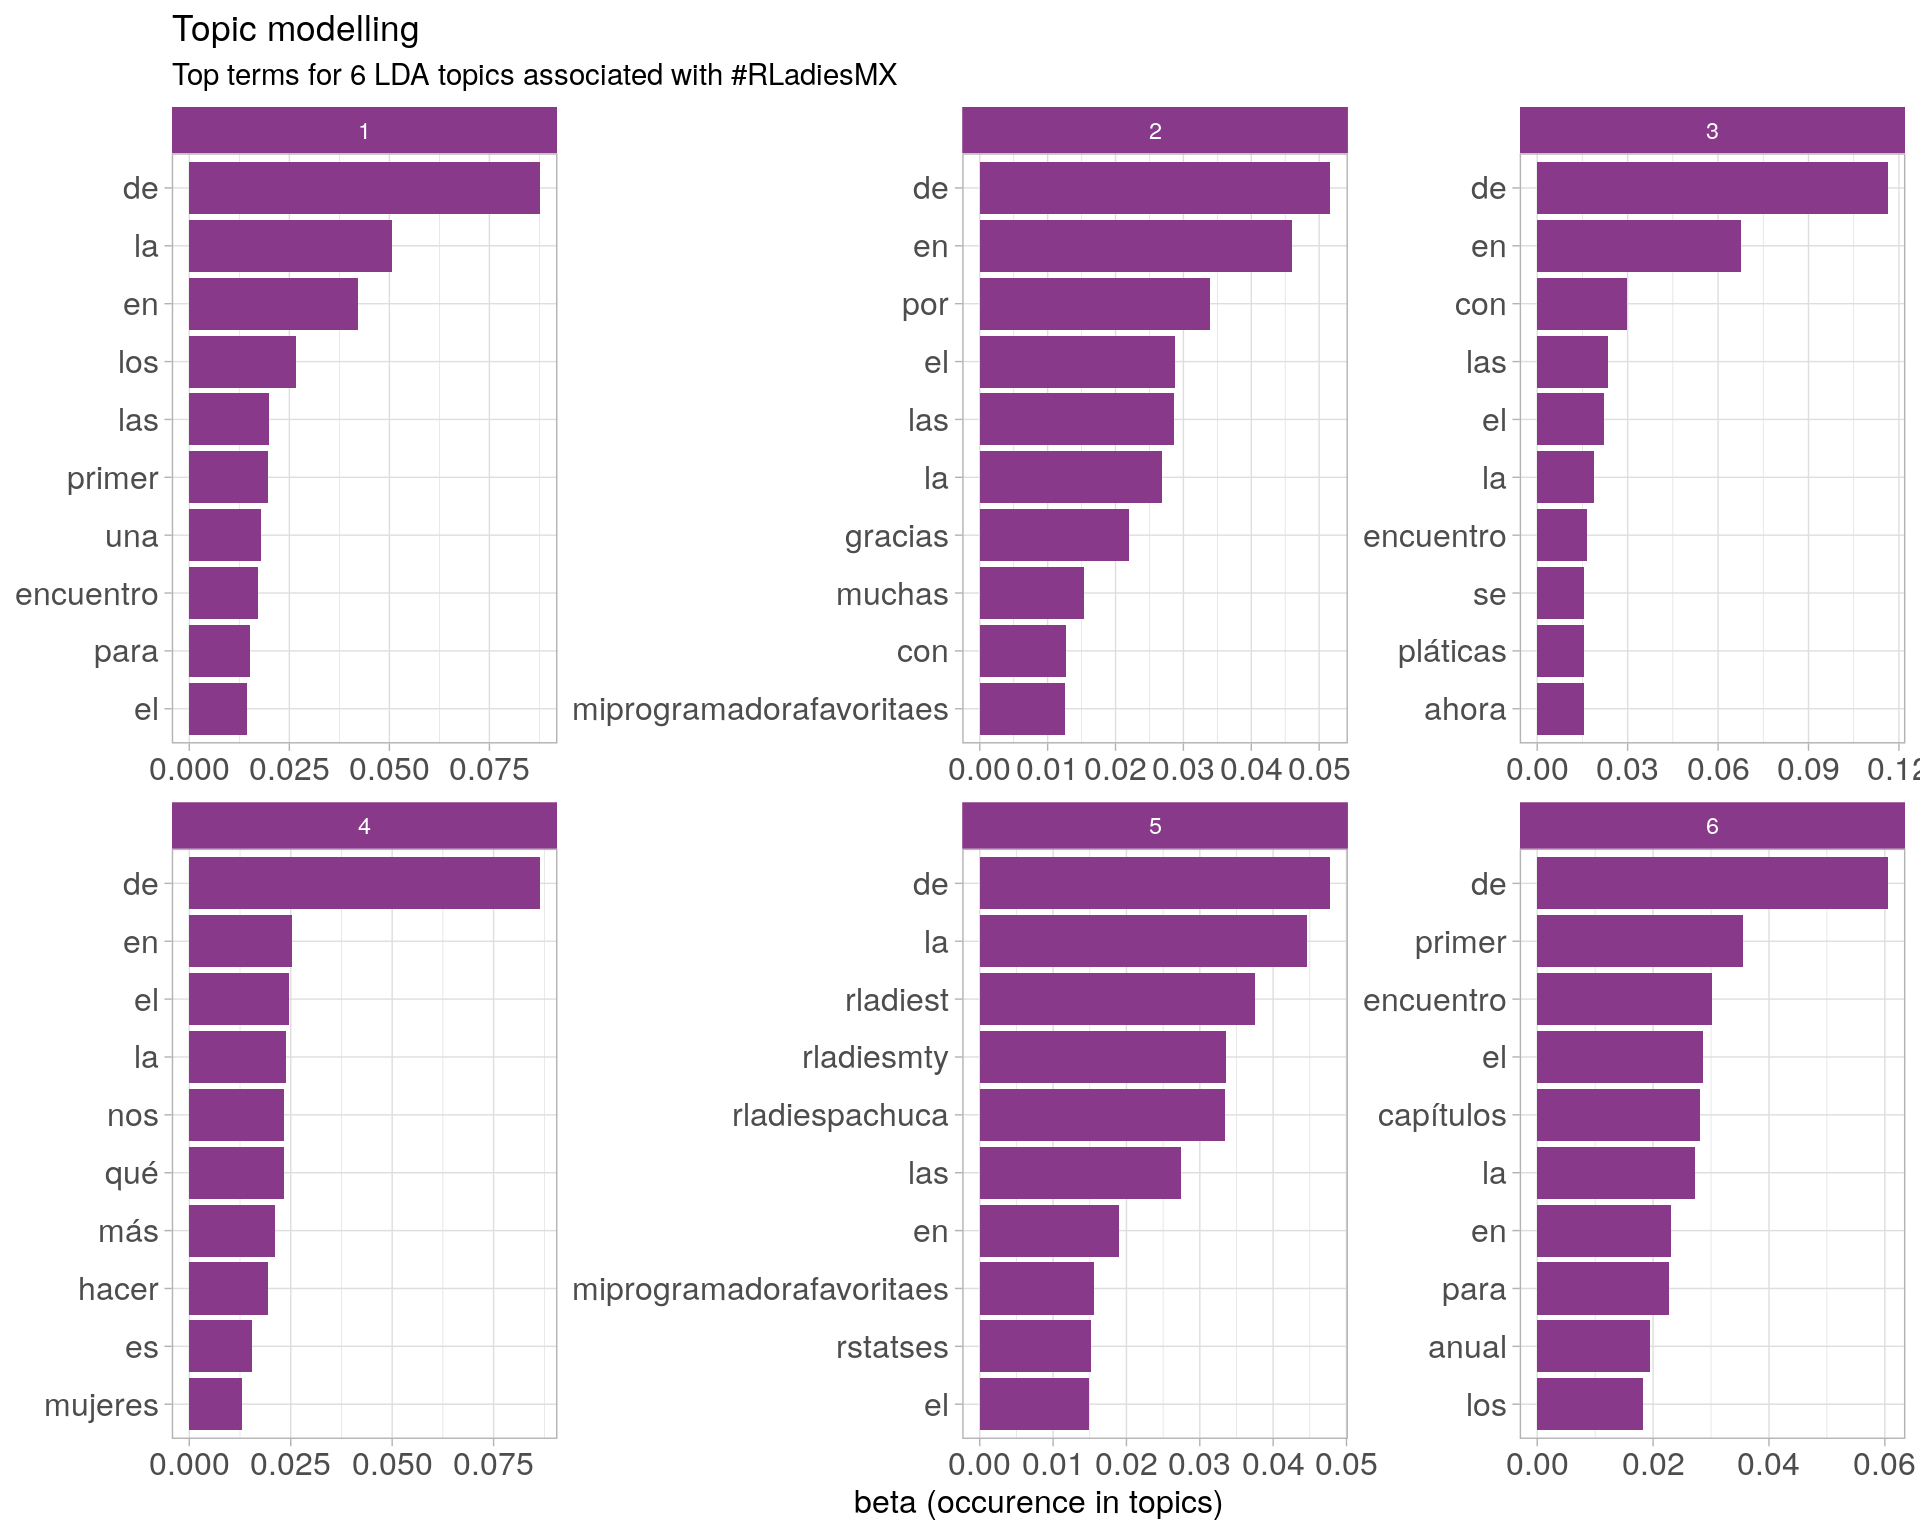 Topic modelling
Top terms for 6 LDA topics associated with #RLadiesMX
1
de
la
en
los
las
primer
una
encuentro
para
el
0.000 0.025 0.050 0.075
2
de
en
por
el
las
la
gracias
muchas
con
miprogramadorafavoritaes
0.00 0.01 0.02 0.03 0.04 0.05
3
de
en
con
las
el
la
encuentro
se
pláticas
ahora
0.00 0.03 0.06 0.09 0.12
4
de
en
el
la
nos
qué
más
hacer
es
mujeres
0.000 0.025 0.050 0.075
5
de
la
rladiest
rladiesmty
rladiespachuca
las
en
miprogramadorafavoritaes
rstatses
el
0.00 0.01 0.02 0.03 0.04 0.05
6
de
primer
encuentro
el
capítulos
la
en
para
anual
los
0.00 0.02 0.04 0.06
beta (occurence in topics)